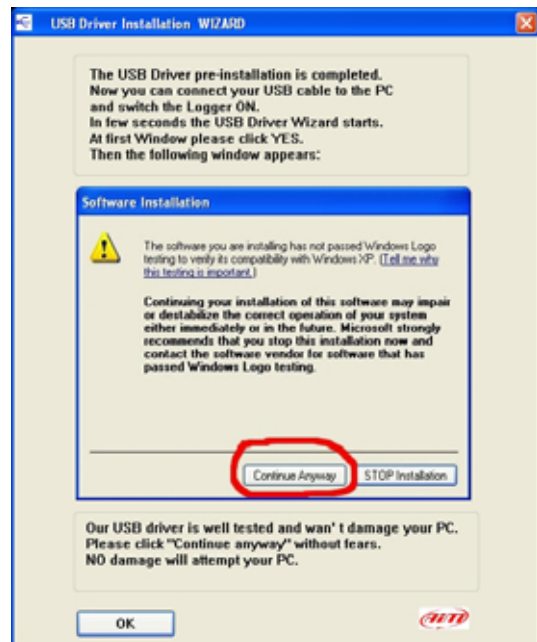 USB Driver Installation WIZARD
The USB Driver pre-installation is completed.
Now you can connect your USB cable to the PC
and switch the Logger ON.
In few seconds the USB Driver Wizard starts.
At first Window please click YES.
Then the following window appears:
Software Installation
The software you are installing has not passed Windows Logo
testing to verify its compatibility with Windows XP. (Tell me why
this testing is important.)
Continuing your installation of this software may impair
or destabilize the correct operation of your system
either immediately or in the future. Microsoft strongly
recommends that you stop this installation now and
contact the software vendor for software that has
passed Windows Logo testing.
Continue Anyway
STOP Installation
Our USB driver is well tested and wan' t damage your PC.
Please click "Continue anyway" without fears.
NO damage will attempt your PC.
OK
AIM